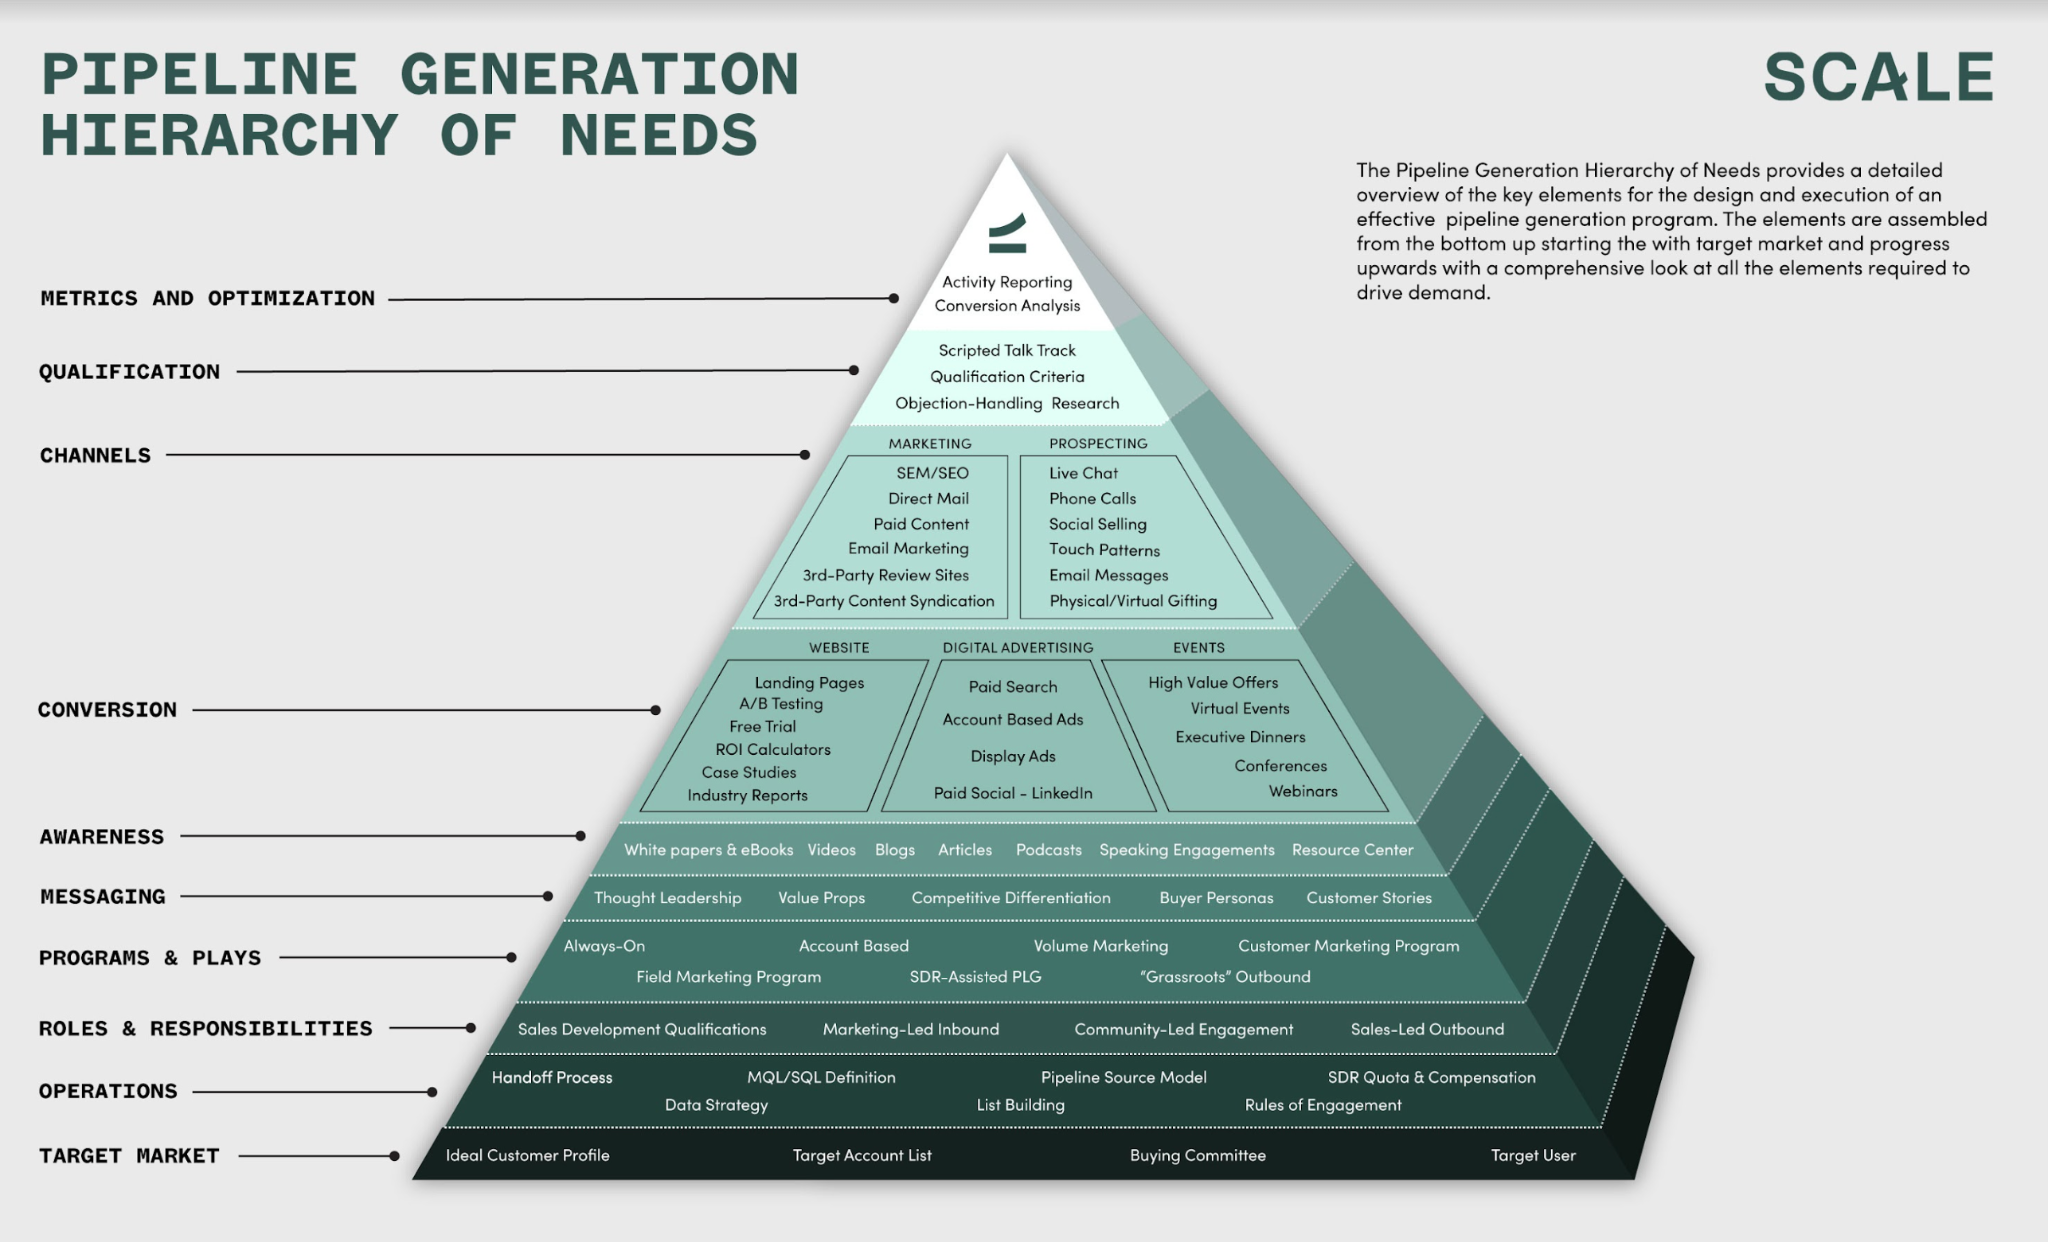 PIPELINE GENERATION
HIERARCHY OF NEEDS
SCALE
The Pipeline Generation Hierarchy of Needs provides a detailed
overview of the key elements for the design and execution of an
effective pipeline generation program. The elements are assembled
from the bottom up starting the with target market and progress
upwards with a comprehensive look at all the elements required to
drive demand.
METRICS AND OPTIMIZATION
Activity Reporting
Conversion Analysis
QUALIFICATION
Scripted Talk Track
Qualification Criteria
Objection-Handling Research
CHANNELS
MARKETING
SEM/SEO
Direct Mail
Paid Content
Email Marketing
3rd-Party Review Sites
3rd-Party Content Syndication
PROSPECTING
Live Chat
Phone Calls
Social Selling
Touch Patterns
Email Messages
Physical/Virtual Gifting
CONVERSION
WEBSITE
Landing Pages
A/B Testing
Free Trial
ROI Calculators
Case Studies
Industry Reports
DIGITAL ADVERTISING
Paid Search
Account Based Ads
Display Ads
Paid Social - LinkedIn
EVENTS
High Value Offers
Virtual Events
Executive Dinners
Conferences
Webinars
AWARENESS
White papers & eBooks Videos Blogs Articles Podcasts Speaking Engagements Resource Center
MESSAGING
Thought Leadership Value Props Competitive Differentiation Buyer Personas Customer Stories
PROGRAMS & PLAYS
Always-On Account Based Volume Marketing Customer Marketing Program
Field Marketing Program SDR-Assisted PLG “Grassroots” Outbound
ROLES & RESPONSIBILITIES
Sales Development Qualifications Marketing-Led Inbound Community-Led Engagement Sales-Led Outbound
OPERATIONS
Handoff Process MQL/SQL Definition Pipeline Source Model SDR Quota & Compensation
Data Strategy List Building Rules of Engagement
TARGET MARKET
Ideal Customer Profile Target Account List Buying Committee Target User